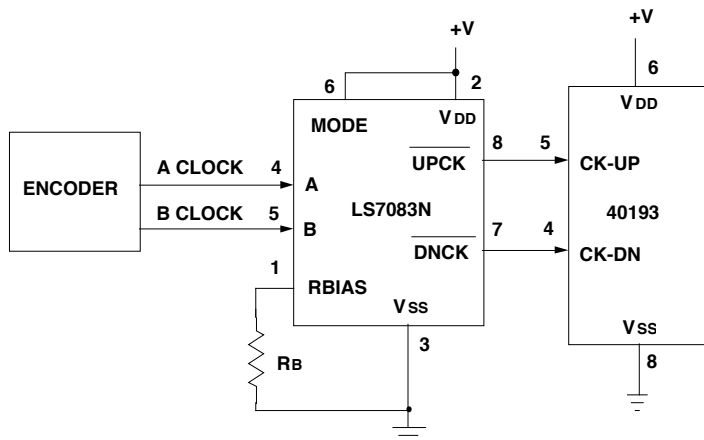 +V
+V
6
2
6
MODE
VDD
VDD
8
5
UPCK
CK-UP
A CLOCK
4
A
ENCODER
LS7083N
40193
B CLOCK
5
B
7
4
DNCK
CK-DN
1
RBIAS
VSS
VSS
3
8
RB